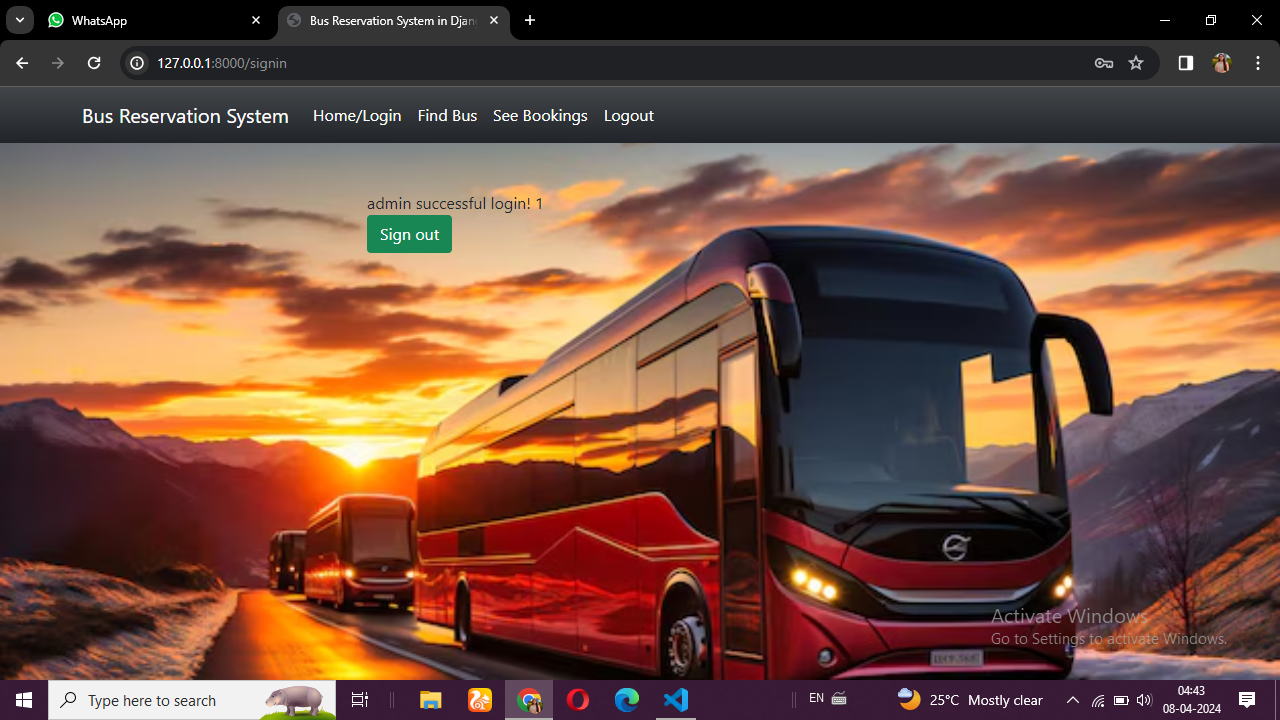 WhatsApp
Bus Reservation System in Djan
127.0.0.1:8000/signin
Bus Reservation System Home/Login Find Bus See Bookings Logout
admin successful login! 1
Sign out
Activate Windows
Go to Settings to activate Windows.
Type here to search
EN
25°C Mostly clear
04:43
08-04-2024